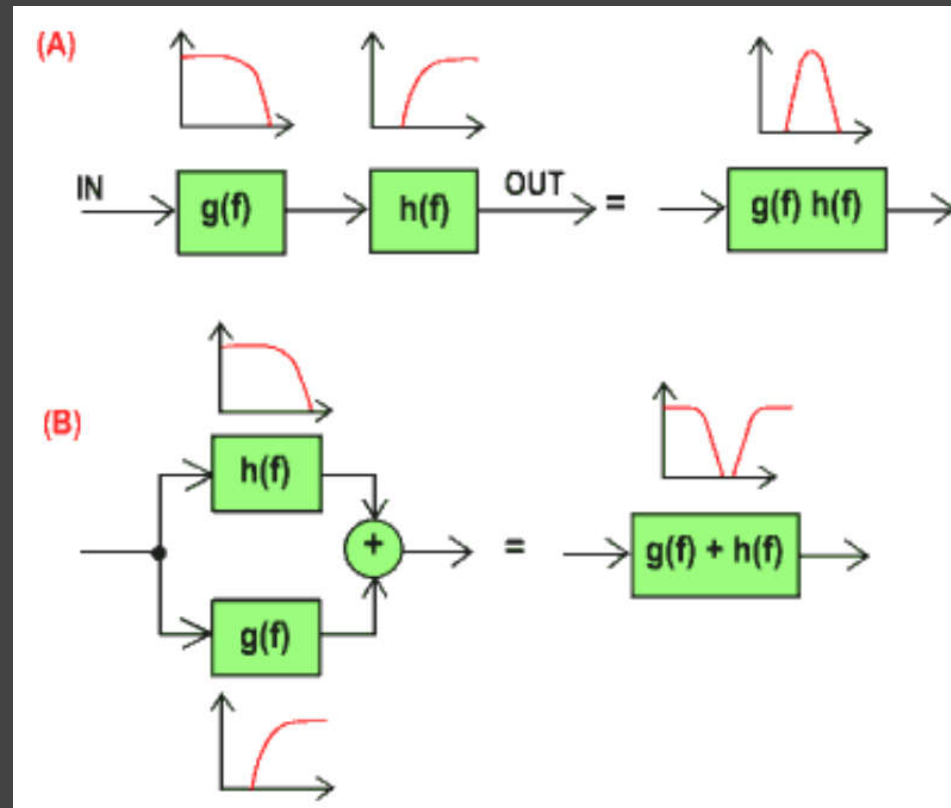 (A)
IN g(f) h(f) OUT = g(f) h(f)
(B)
h(f)
+ = g(f) + h(f)
g(f)